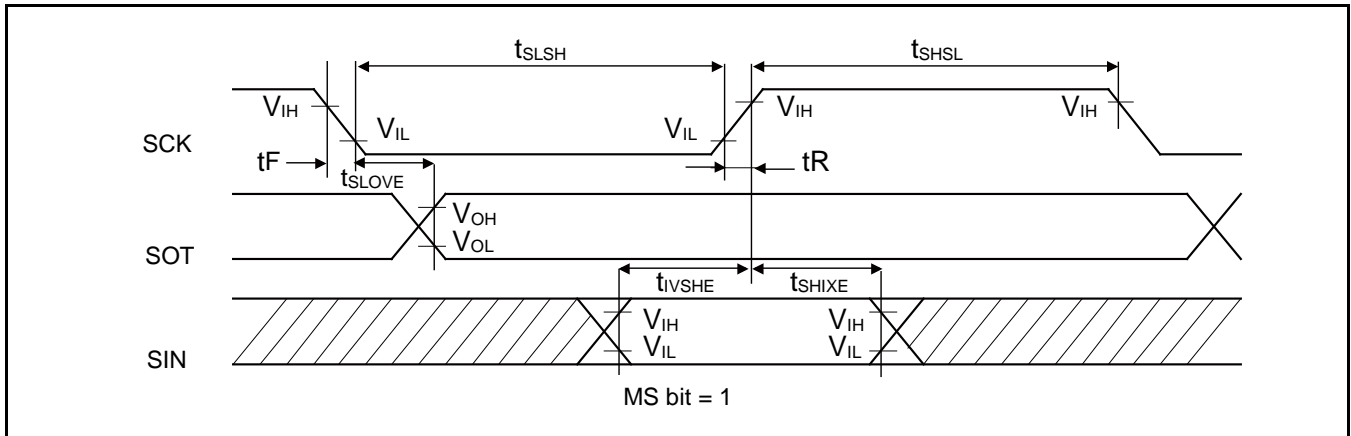 tSLSH
tSHSL
SCK
VIH
VIL
VIL
VIH
VIH
tF
tSLOVE
tR
SOT
VOH
VOL
tIVSHE
tSHIXE
SIN
VIH
VIL
VIH
VIL
MS bit = 1